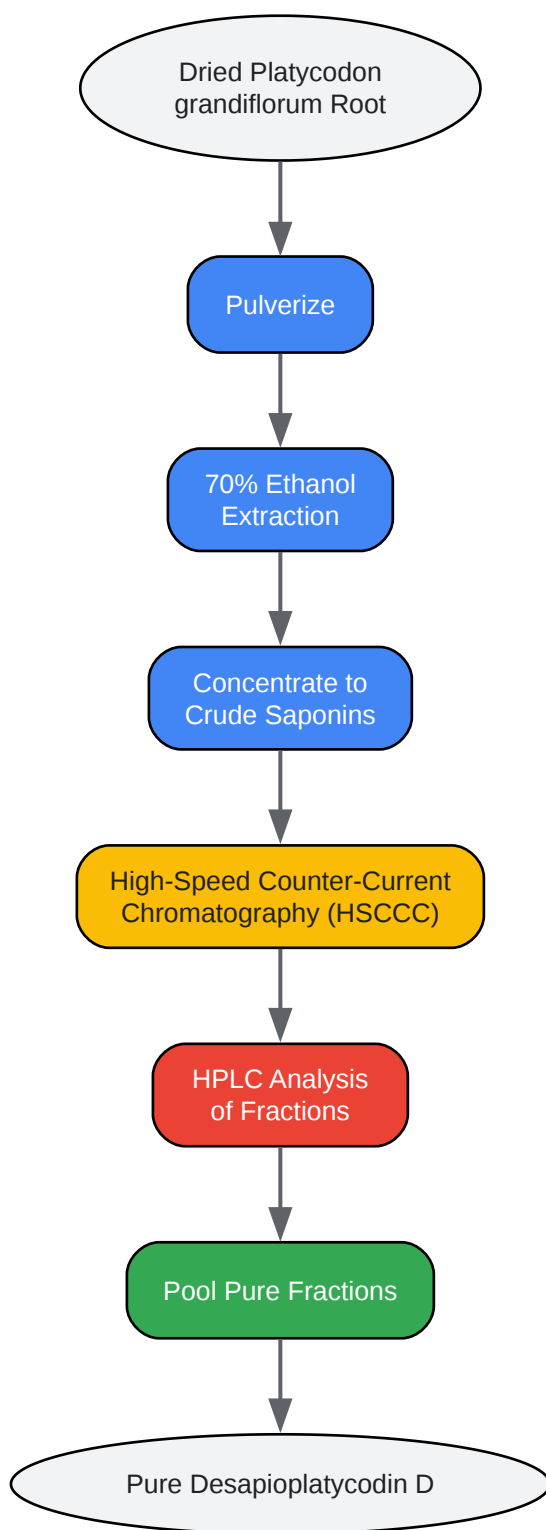 Dried Platycodon
grandiflorum Root
Pulverize
70% Ethanol
Extraction
Concentrate to
Crude Saponins
High-Speed Counter-Current
Chromatography (HSCCC)
HPLC Analysis
of Fractions
Pool Pure Fractions
Pure Desapioplatycodin D